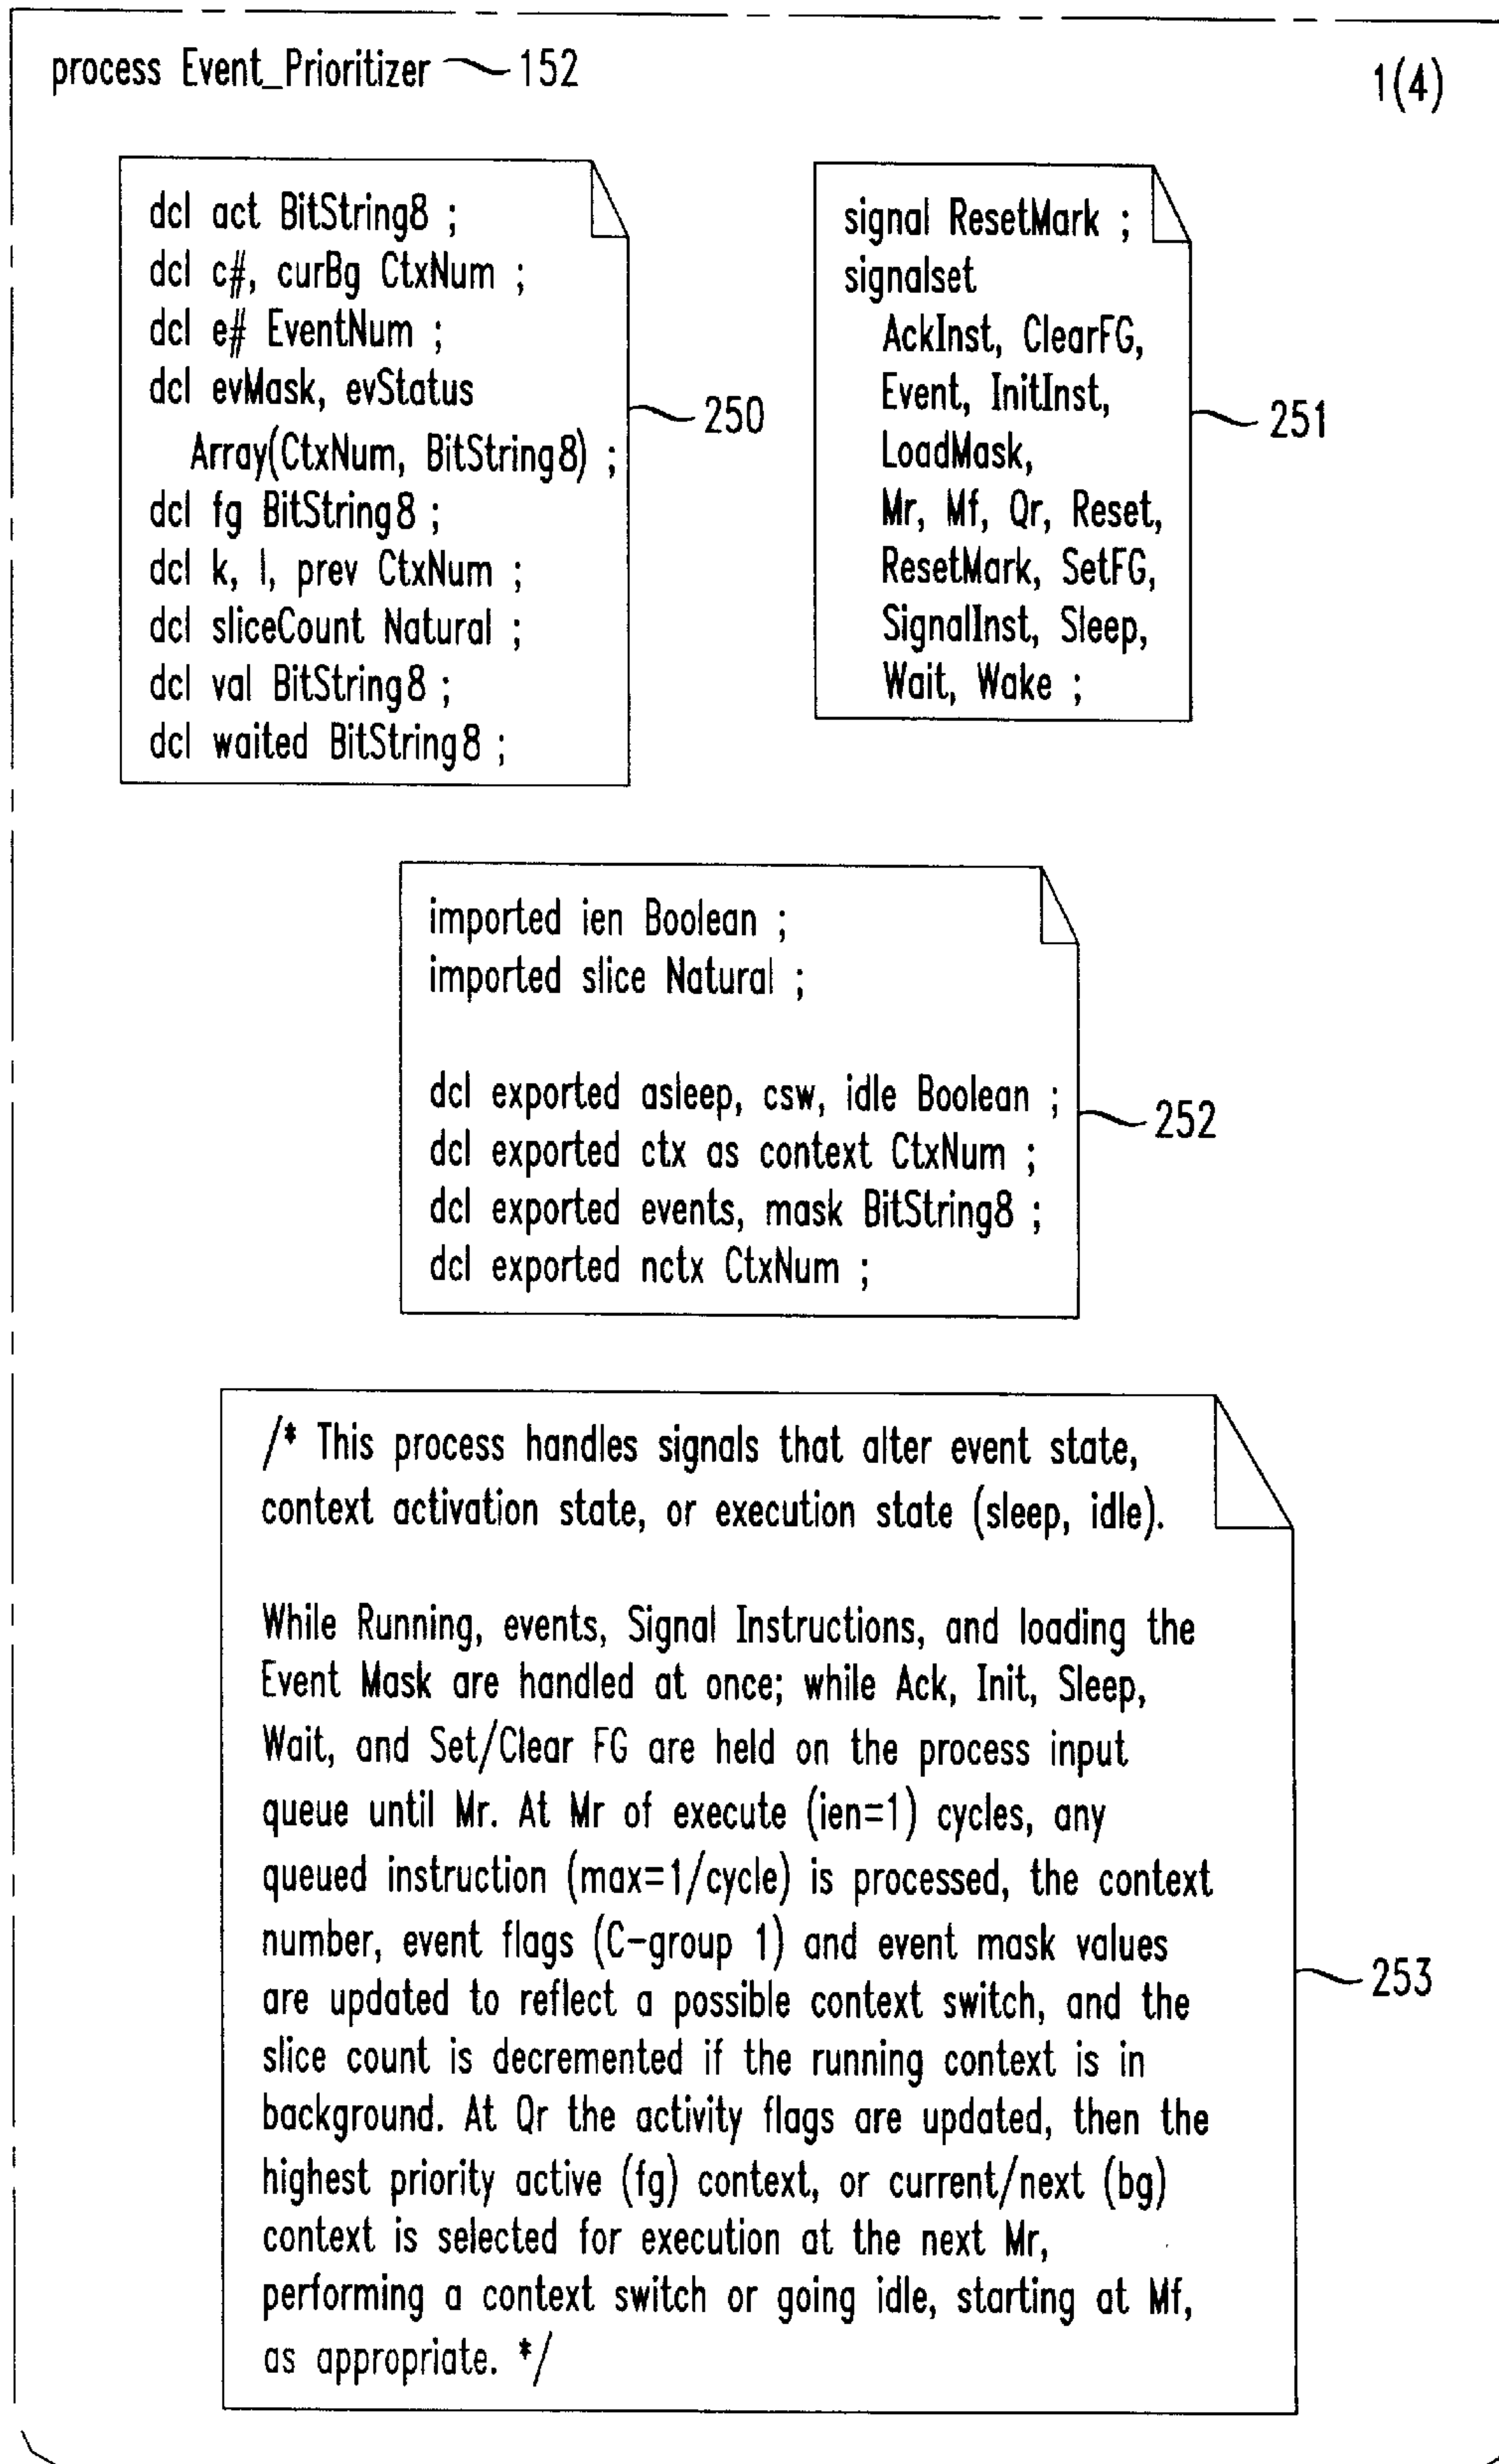 process Event_Prioritizer 152
1(4)
dcl act BitString8 ;
dcl c#, curBg CtxNum ;
dcl e# EventNum ;
dcl evMask, evStatus
Array(CtxNum, BitString8) ;
dcl fg BitString8 ;
dcl k, l, prev CtxNum ;
dcl sliceCount Natural ;
dcl val BitString8 ;
dcl waited BitString8 ;
250
signal ResetMark ;
signalset
AckInst, ClearFG,
Event, InitInst,
LoadMask,
Mr, Mf, Qr, Reset,
ResetMark, SetFG,
SignalInst, Sleep,
Wait, Wake ;
251
imported ien Boolean ;
imported slice Natural ;
dcl exported asleep, csw, idle Boolean ;
dcl exported ctx as context CtxNum ;
dcl exported events, mask BitString8 ;
dcl exported nctx CtxNum ;
252
/* This process handles signals that alter event state,
context activation state, or execution state (sleep, idle).
While Running, events, Signal Instructions, and loading the
Event Mask are handled at once; while Ack, Init, Sleep,
Wait, and Set/Clear FG are held on the process input
queue until Mr. At Mr of execute (ien=1) cycles, any
queued instruction (max=1/cycle) is processed, the context
number, event flags (C-group 1) and event mask values
are updated to reflect a possible context switch, and the
slice count is decremented if the running context is in
background. At Qr the activity flags are updated, then the
highest priority active (fg) context, or current/next (bg)
context is selected for execution at the next Mr,
performing a context switch or going idle, starting at Mf,
as appropriate. */
253